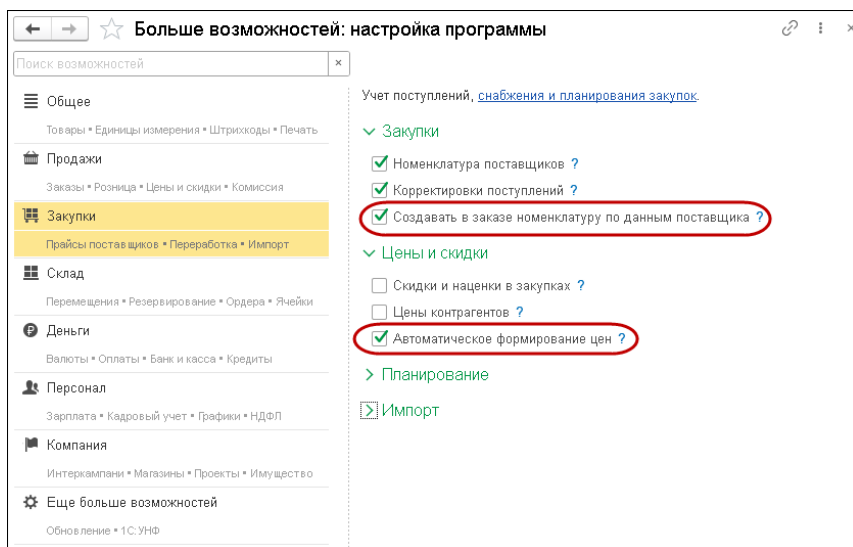 Больше возможностей: настройка программы
Поиск возможностей
Общее
Товары • Единицы измерения • Штрихкоды • Печать
Продажи
Заказы • Розница • Цены и скидки • Комиссия
Закупки
Прайсы поставщиков • Переработка • Импорт
Склад
Перемещения • Резервирование • Ордера • Ячейки
Деньги
Валюты • Оплаты • Банк и касса • Кредиты
Персонал
Зарплата • Кадровый учет • Графики • НДФЛ
Компания
Интеркампани • Магазины • Проекты • Имущество
Еще больше возможностей
Обновление • 1С:УНФ
Учет поступлений, снабжения и планирования закупок.
Закупки
Номенклатура поставщиков ?
Корректировки поступлений ?
Создавать в заказе номенклатуру по данным поставщика ?
Цены и скидки
Скидки и наценки в закупках ?
Цены контрагентов ?
Автоматическое формирование цен ?
Планирование
Импорт